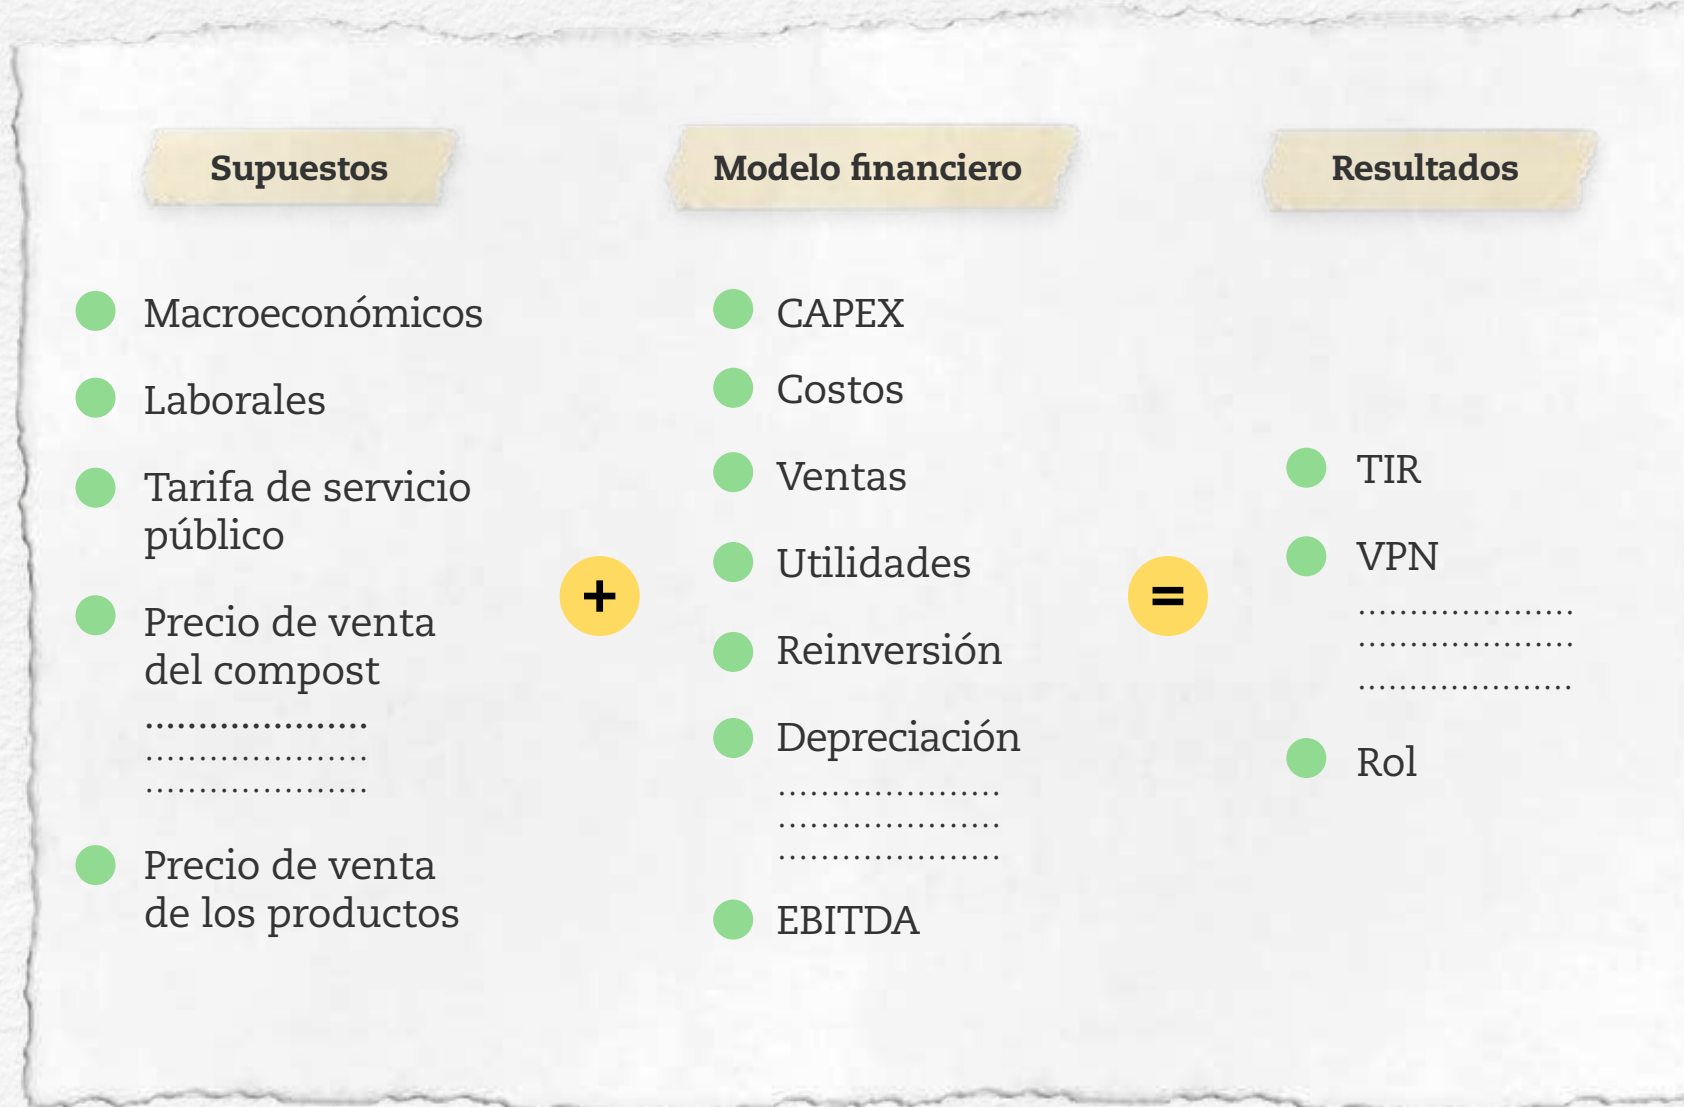 Supuestos
Macroeconómicos
Laborales
Tarifa de servicio
público
Precio de venta
del compost
.....................
.....................
.....................
Precio de venta
de los productos
+
Modelo financiero
CAPEX
Costos
Ventas
Utilidades
Reinversión
Depreciación
.....................
.....................
.....................
EBITDA
=
Resultados
TIR
VPN
.....................
.....................
.....................
Rol